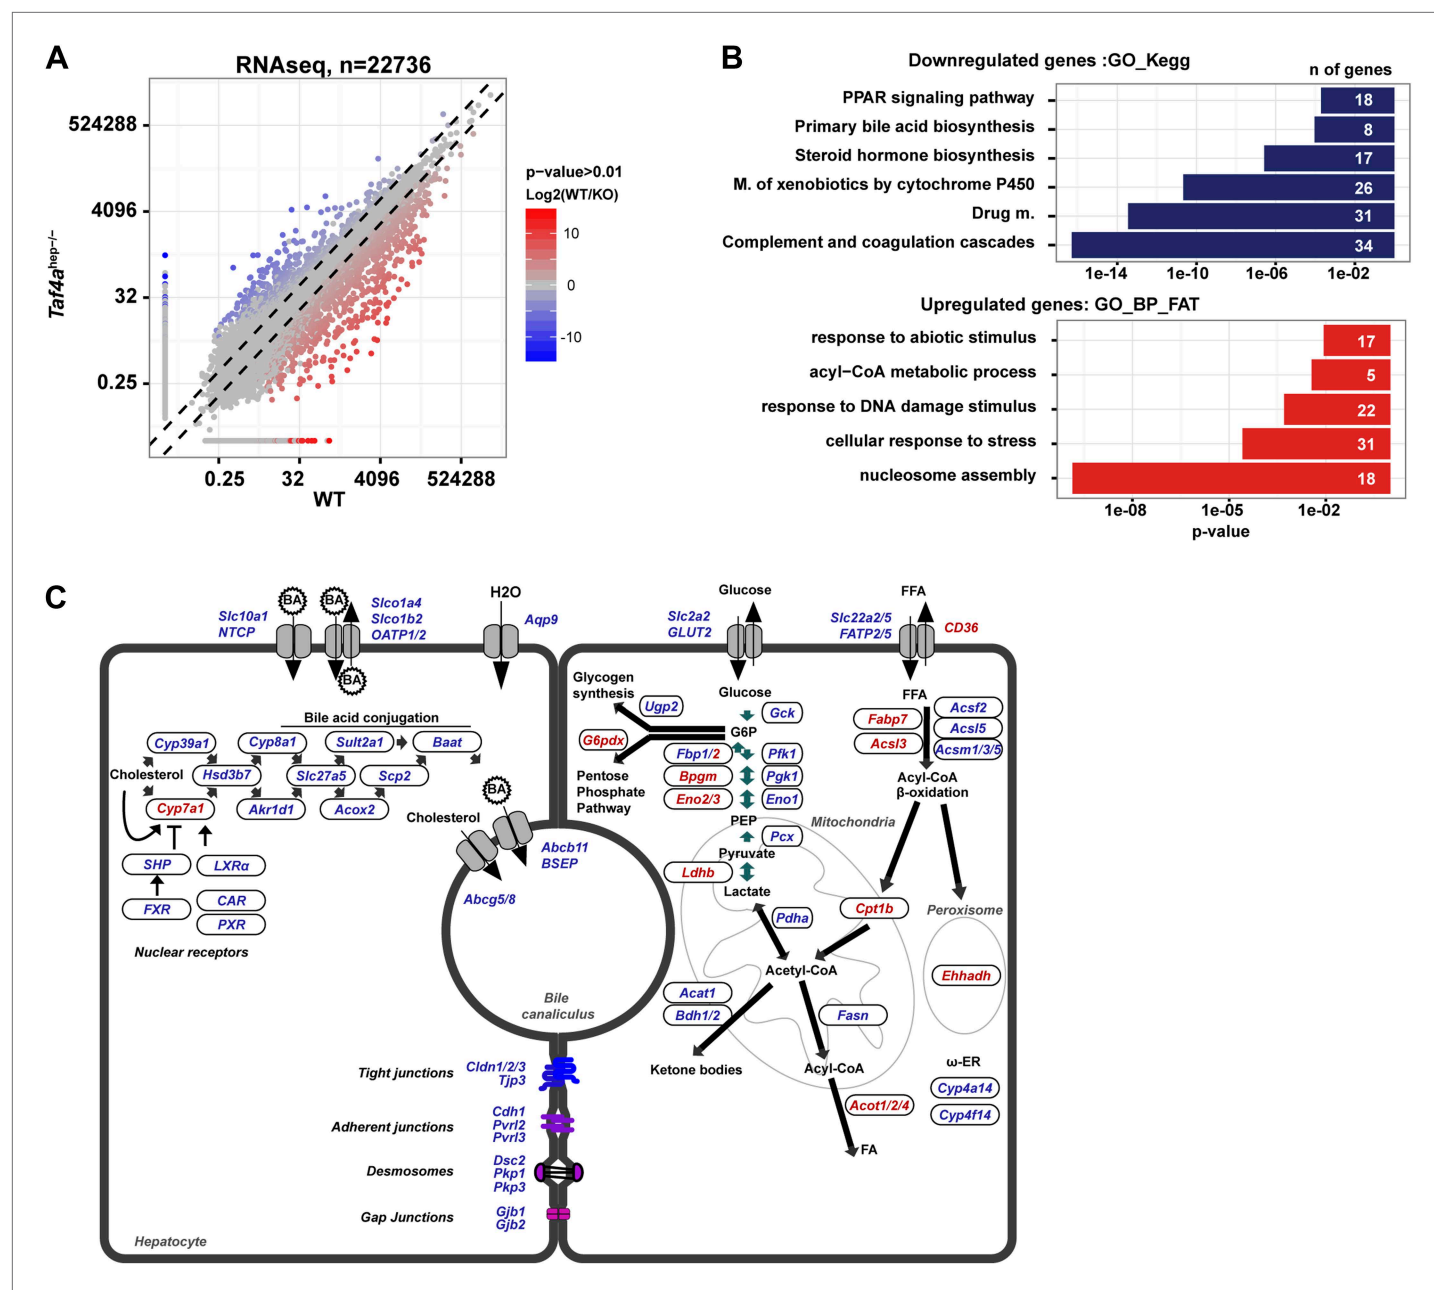 A
RNAseq, n=22736
524288
4096
32
0.25
Taf4a hep−/−
0.25
32
4096
524288
WT
p−value>0.01
Log2(WT/KO)
10
0
-10
B
Downregulated genes :GO_Kegg
n of genes
PPAR signaling pathway
18
Primary bile acid biosynthesis
8
Steroid hormone biosynthesis
17
M. of xenobiotics by cytochrome P450
26
Drug m.
31
Complement and coagulation cascades
34
1e-14
1e-10
1e-06
1e-02
Upregulated genes: GO_BP_FAT
response to abiotic stimulus
17
acyl−CoA metabolic process
5
response to DNA damage stimulus
22
cellular response to stress
31
nucleosome assembly
18
1e-08
1e-05
1e-02
p-value
C
Slc10a1
NTCP
BA
BA
Slco1a4
Slco1b2
OATP1/2
BA
H2O
Aqp9
Bile acid conjugation
Cyp39a1
Cyp8a1
Sult2a1
Baat
Cholesterol
Hsd3b7
Slc27a5
Scp2
Cyp7a1
Akr1d1
Acox2
SHP
LXRα
FXR
CAR
PXR
Nuclear receptors
BA
Cholesterol
Abcb11
BSEP
Abcg5/8
Bile
canaliculus
Tight junctions
Cldn1/2/3
Tjp3
Adherent junctions
Cdh1
Pvrl2
Pvrl3
Desmosomes
Dsc2
Pkp1
Pkp3
Gap Junctions
Gjb1
Gjb2
Hepatocyte
Slc2a2
GLUT2
Glucose
Slc22a2/5
FATP2/5
FFA
CD36
Glycogen
synthesis
Ugp2
Glucose
Gck
G6P
G6pdx
Fbp1/2
Pfk1
Pentose
Phosphate
Pathway
Bpgm
Pgk1
Eno2/3
Eno1
PEP
Mitochondria
Pcx
Pyruvate
Ldhb
Lactate
Pdha
Acetyl-CoA
Acat1
Bdh1/2
Ketone bodies
Fasn
Acyl-CoA
Acot1/2/4
FA
FFA
Fabp7
Acsl3
Acsf2
Acsl5
Acsm1/3/5
Acyl-CoA
β-oxidation
Cpt1b
Peroxisome
Ehhadh
ω-ER
Cyp4a14
Cyp4f14